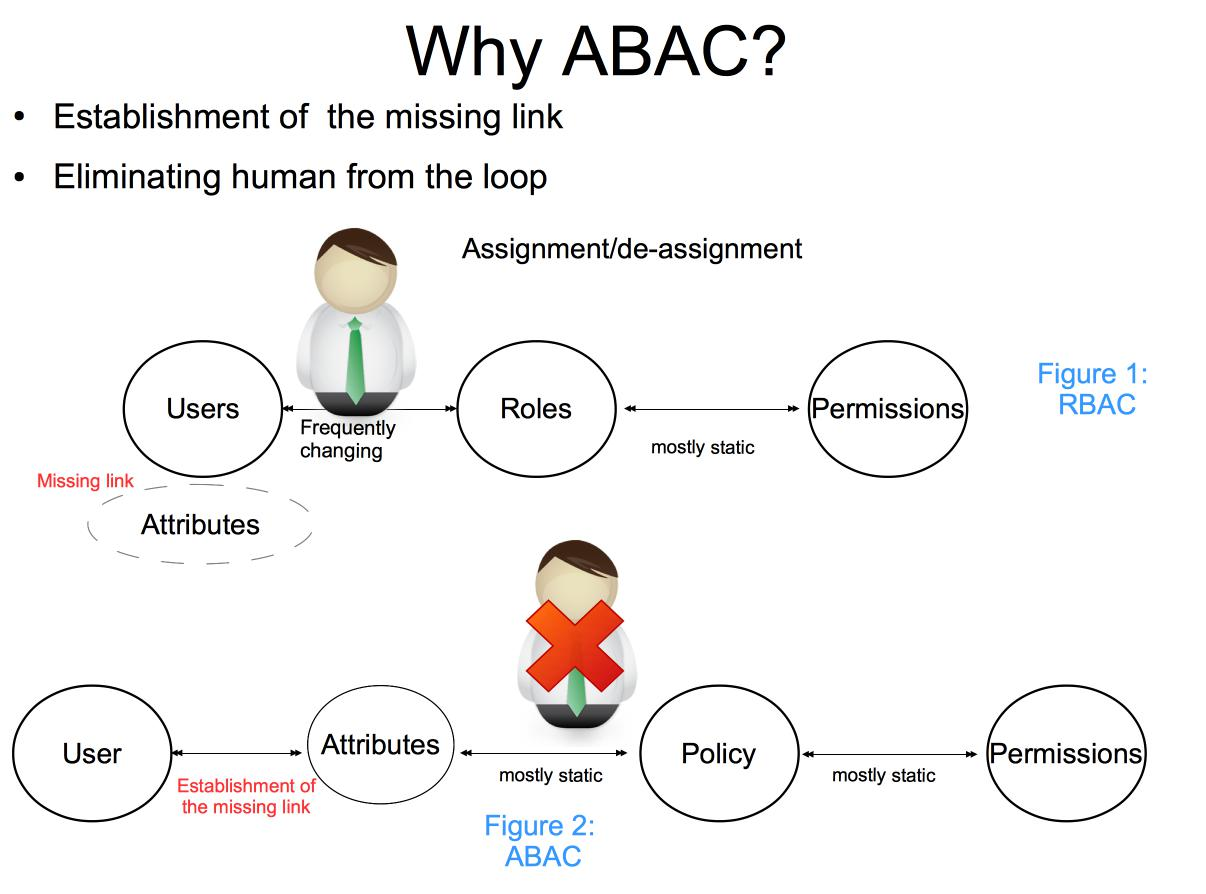 Why ABAC?
• Establishment of the missing link
• Eliminating human from the loop
Assignment/de-assignment
Users
Roles
Permissions
Figure 1:
RBAC
Frequently
changing
mostly static
Missing link
Attributes
User
Attributes
Policy
Permissions
Establishment of
the missing link
mostly static
mostly static
Figure 2:
ABAC